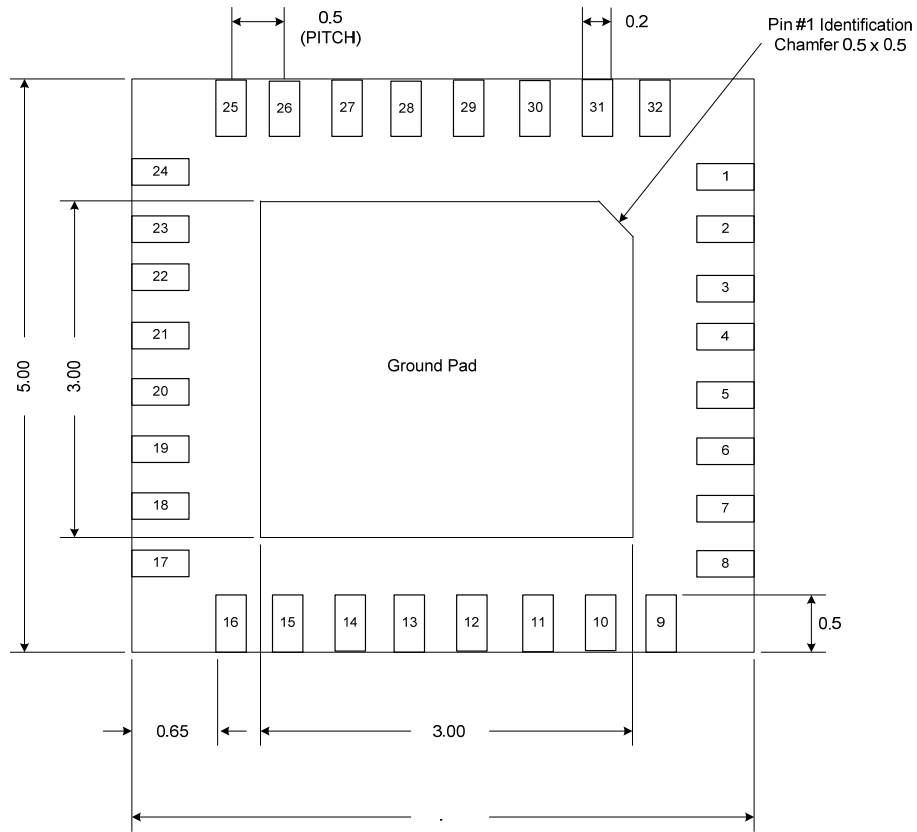 0.5
(PITCH)
0.2
Pin #1 Identification
Chamfer 0.5 x 0.5
25 26 27 28 29 30 31 32
24 1
23 2
22 3
21 4
5.00
3.00
Ground Pad
20 5
19 6
18 7
17 8
16 15 14 13 12 11 10 9
0.5
0.65
3.00
.